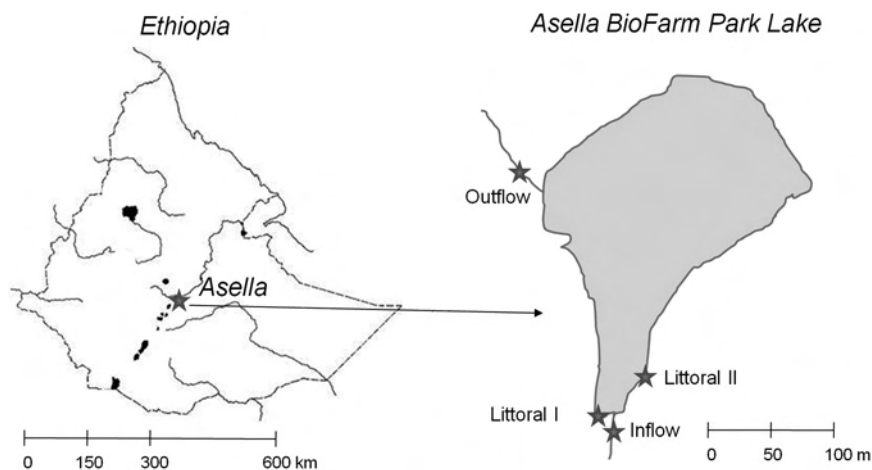 Ethiopia
Asella BioFarm Park Lake
Outflow
Asella
Littoral II
Littoral I
Inflow
0 150 300 600 km
0 50 100 m